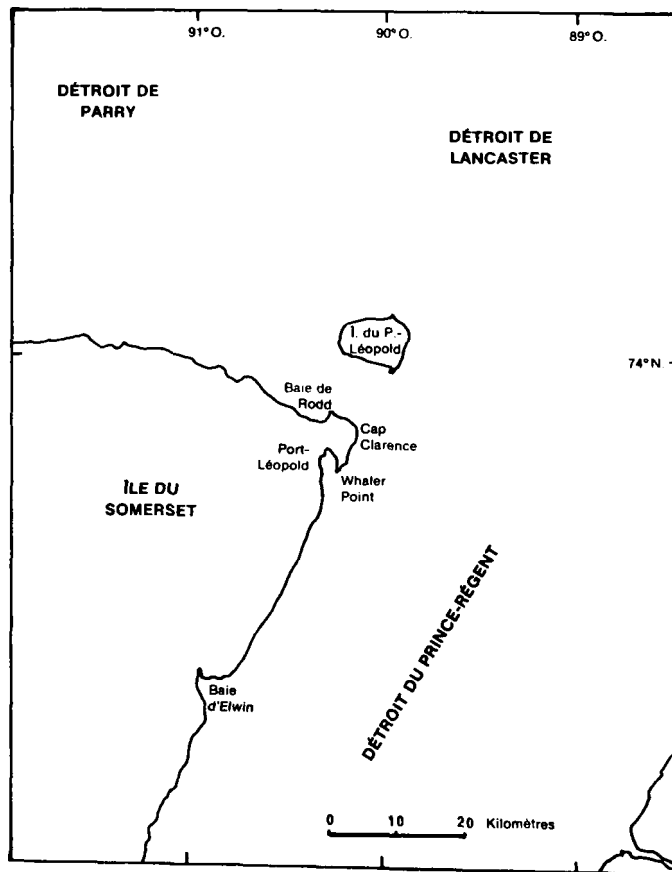 91°O.
90°O.
89°O.
DÉTROIT DE
PARRY
DÉTROIT DE
LANCASTER
Î. du P.-
Léopold
74°N.
Baie de
Rodd
Cap
Clarence
Port-
Léopold
Whaler
Point
ÎLE DU
SOMERSET
DÉTROIT DU PRINCE-RÉGENT
Baie
d'Elwin
0 10 20 Kilomètres